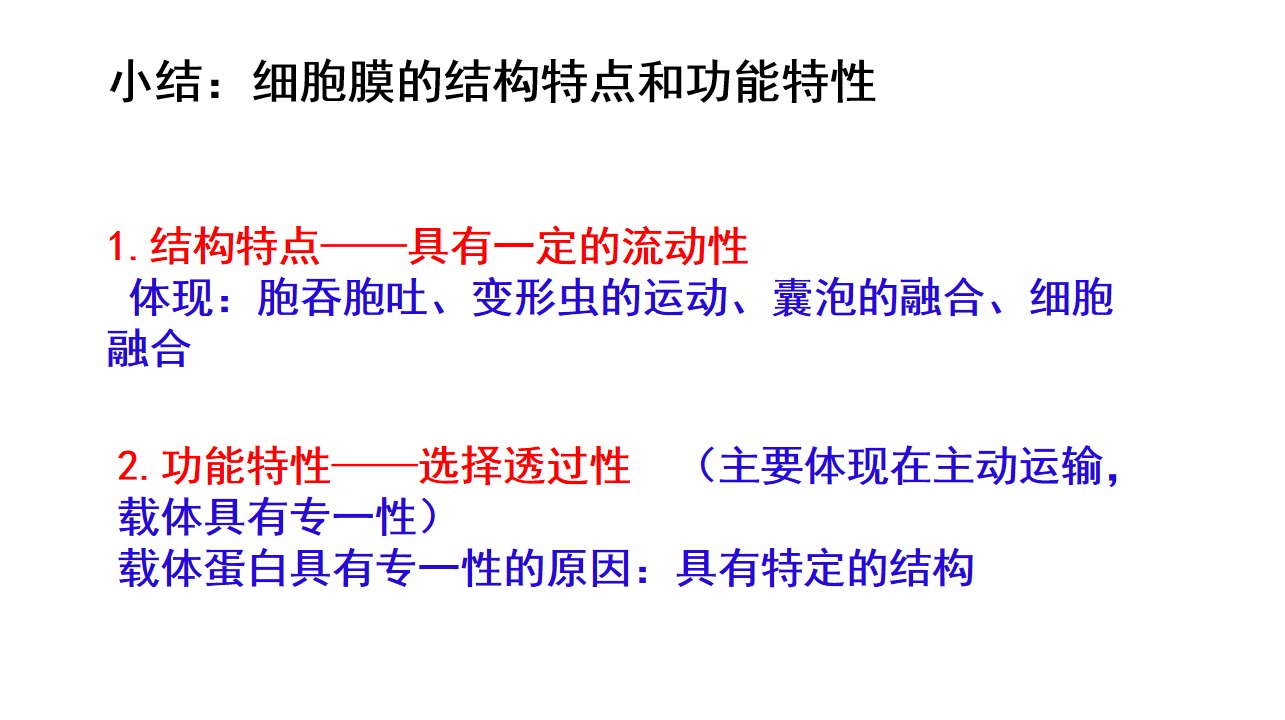 小结：细胞膜的结构特点和功能特性
1.结构特点——具有一定的流动性
体现：胞吞胞吐、变形虫的运动、囊泡的融合、细胞
融合
2.功能特性——选择透过性 （主要体现在主动运输，
载体具有专一性）
载体蛋白具有专一性的原因：具有特定的结构